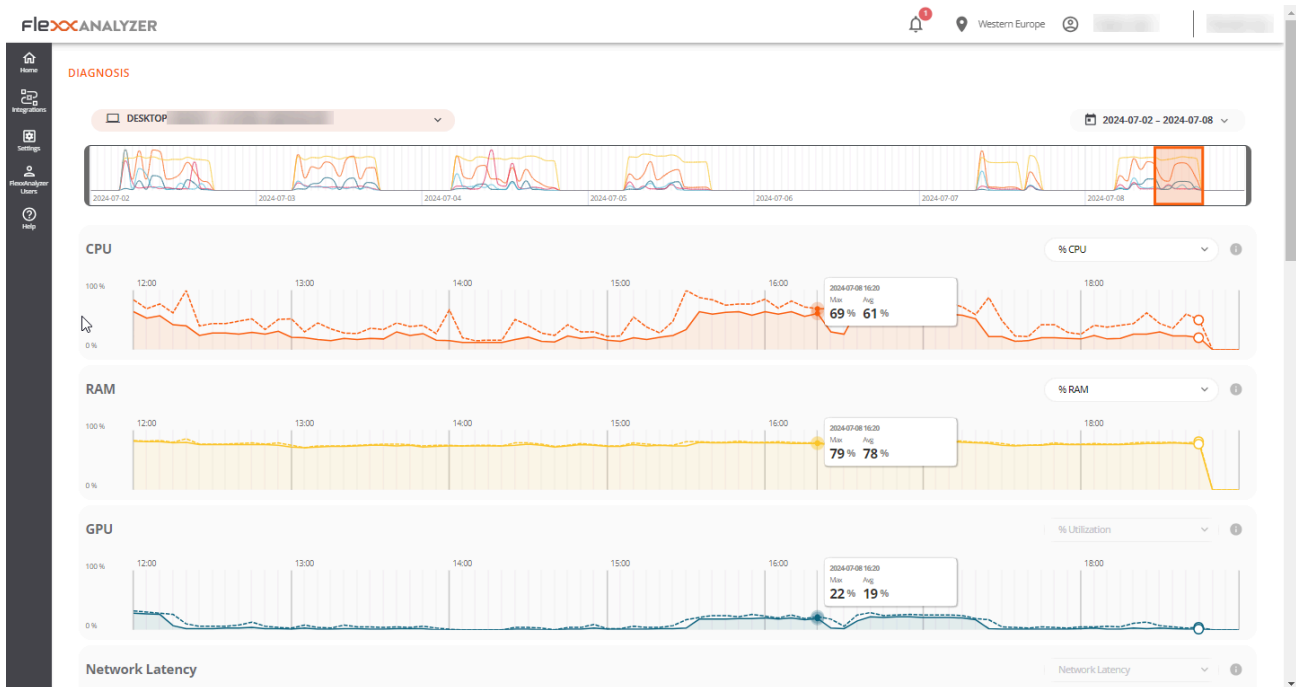 FlexxANALYZER
1
Western Europe
Home
Integrations
Settings
FlexxAnalyzer
Users
Help
DIAGNOSIS
DESKTOP
2024-07-02 - 2024-07-08
2024-07-02 2024-07-03 2024-07-04 2024-07-05 2024-07-06 2024-07-07 2024-07-08
CPU
% CPU
12:00 13:00 14:00 15:00 16:00 18:00
100 %
0 %
2024-07-08 16:20
Max Avg
69 % 61 %
RAM
% RAM
12:00 13:00 14:00 15:00 16:00 18:00
100 %
0 %
2024-07-08 16:20
Max Avg
79 % 78 %
GPU
% Utilization
12:00 13:00 14:00 15:00 16:00 18:00
100 %
0 %
2024-07-08 16:20
Max Avg
22 % 19 %
Network Latency
Network Latency